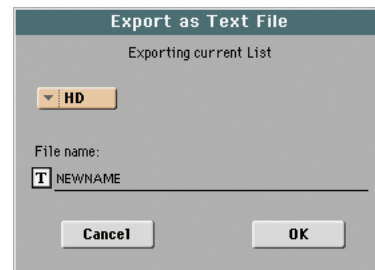 Export as Text File
Exporting current List
HD
File name:
T NEWNAME
Cancel OK